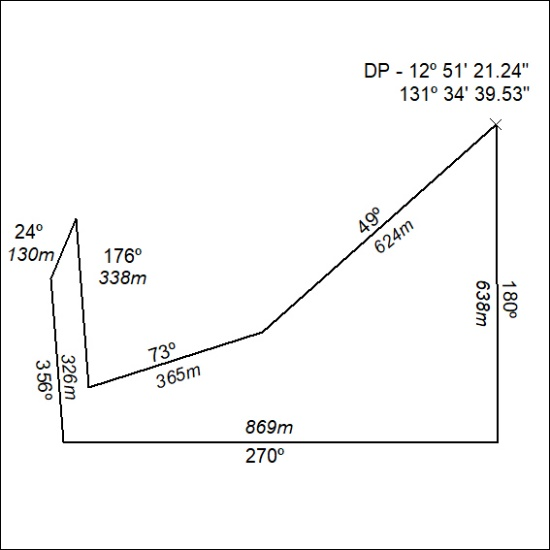 DP - 12º 51' 21.24"
131º 34' 39.53"
49º
624m
24º
130m
176º
338m
180º
638m
73º
365m
326m
356º
869m
270º